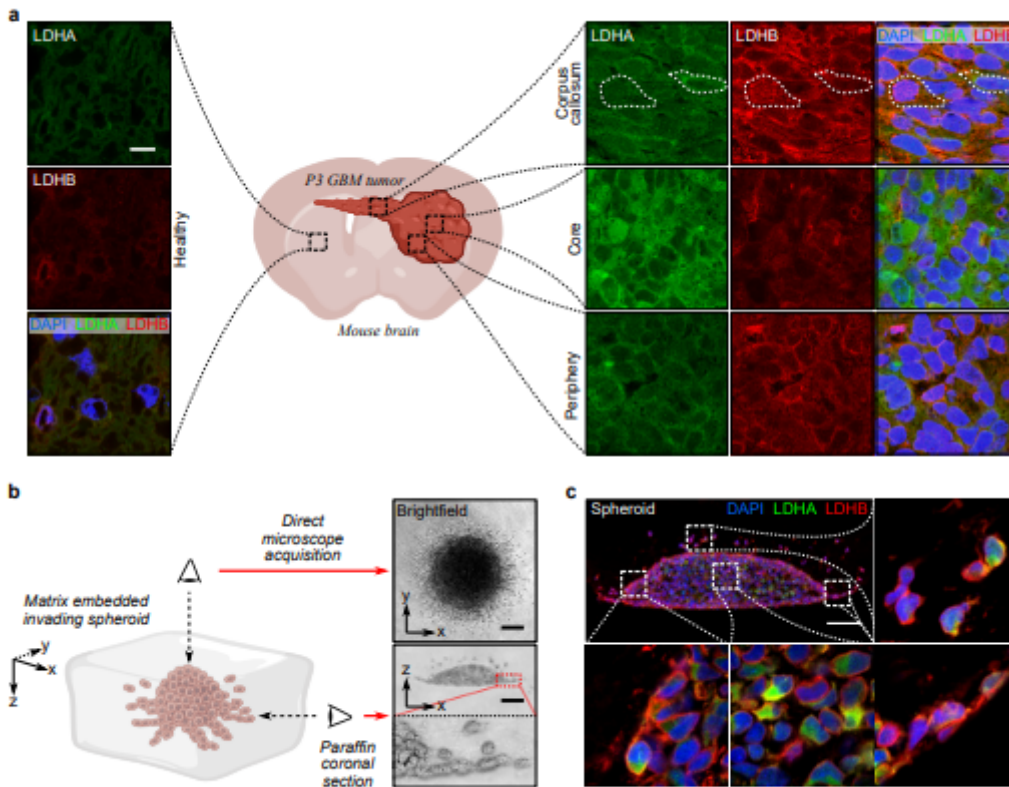 a
LDHA
LDHB
DAPI LDHA LDHB
Healthy
P3 GBM tumor
Mouse brain
LDHA
LDHB
DAPI LDHA LDHB
Corpus
callosum
Core
Periphery
b
Direct
microscope
acquisition
Matrix embedded
invading spheroid
y
x
z
Paraffin
coronal
section
Brightfield
y
x
z
x
c
Spheroid
DAPI LDHA LDHB